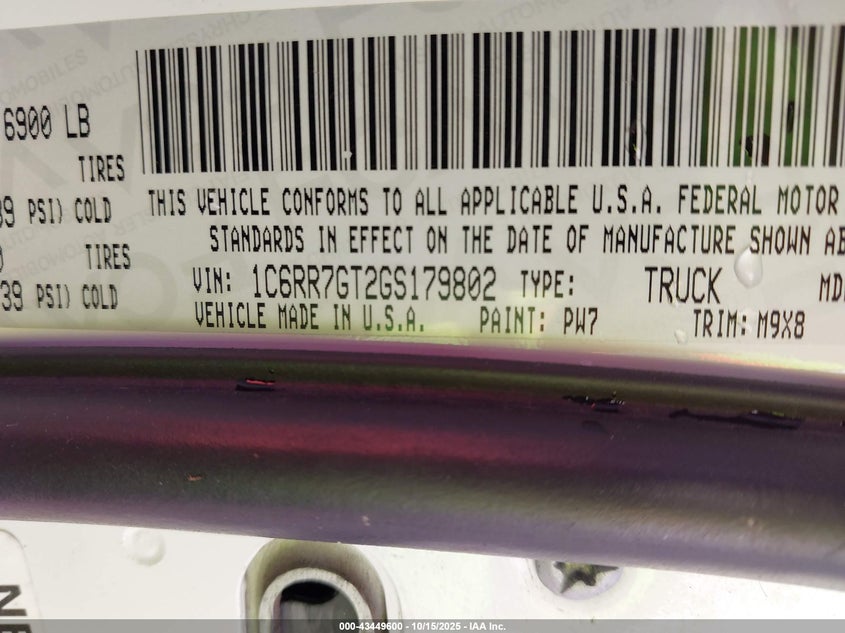 6900 LB
TIRES
39 PSI) COLD
TIRES
39 PSI) COLD
THIS VEHICLE CONFORMS TO ALL APPLICABLE U.S.A. FEDERAL MOTOR
STANDARDS IN EFFECT ON THE DATE OF MANUFACTURE SHOWN AB
VIN: 1C6RR7GT2GS179802 TYPE: TRUCK
VEHICLE MADE IN U.S.A. PAINT: PW7 TRIM: M9X8
000-43449600 - 10/15/2025 - IAA Inc.